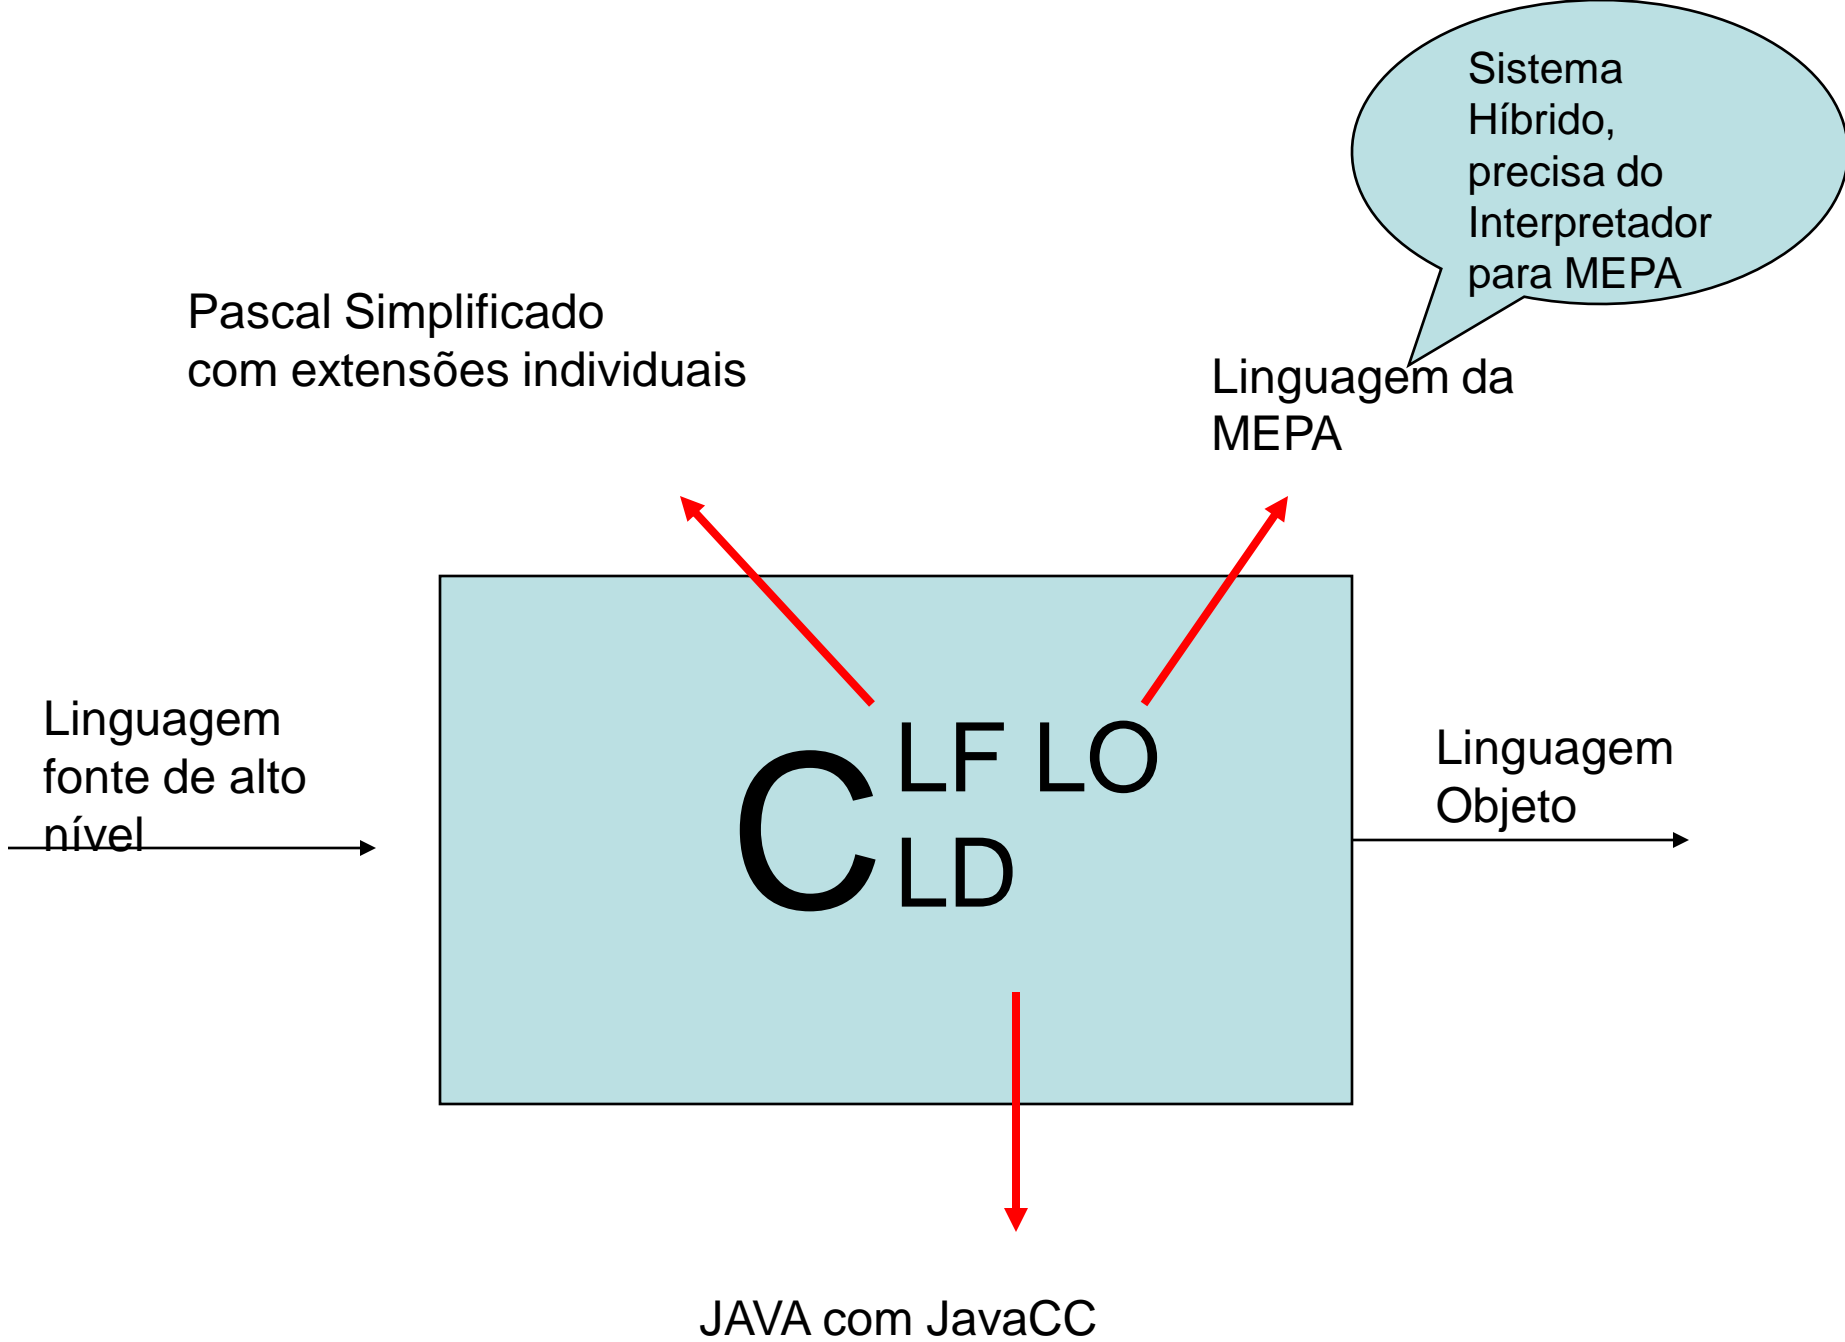 Sistema
Híbrido,
precisa do
Interpretador
para MEPA
Pascal Simplificado
com extensões individuais
Linguagem da
MEPA
Linguagem
fonte de alto
nível
C LF LO
LD
Linguagem
Objeto
JAVA com JavaCC